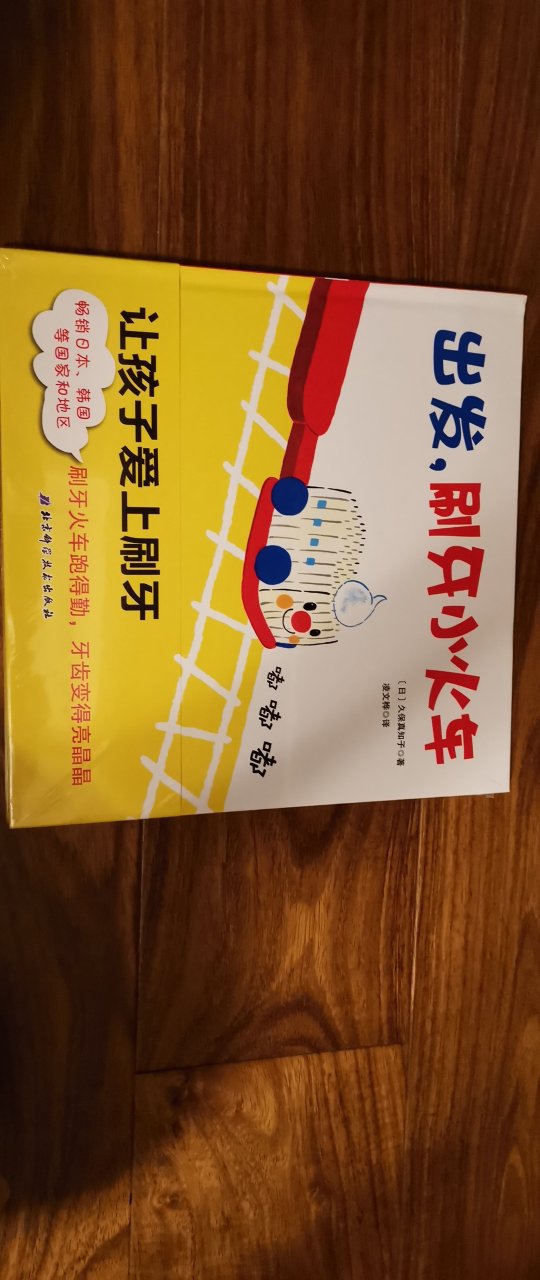 出发，刷牙小火车
〔日〕久保真知子◎著
凌文桦◎译
嘟 嘟 嘟
让孩子爱上刷牙
畅销日本、韩国
等国家和地区
刷牙火车跑得勤，牙齿变得亮晶晶
北京科学技术出版社